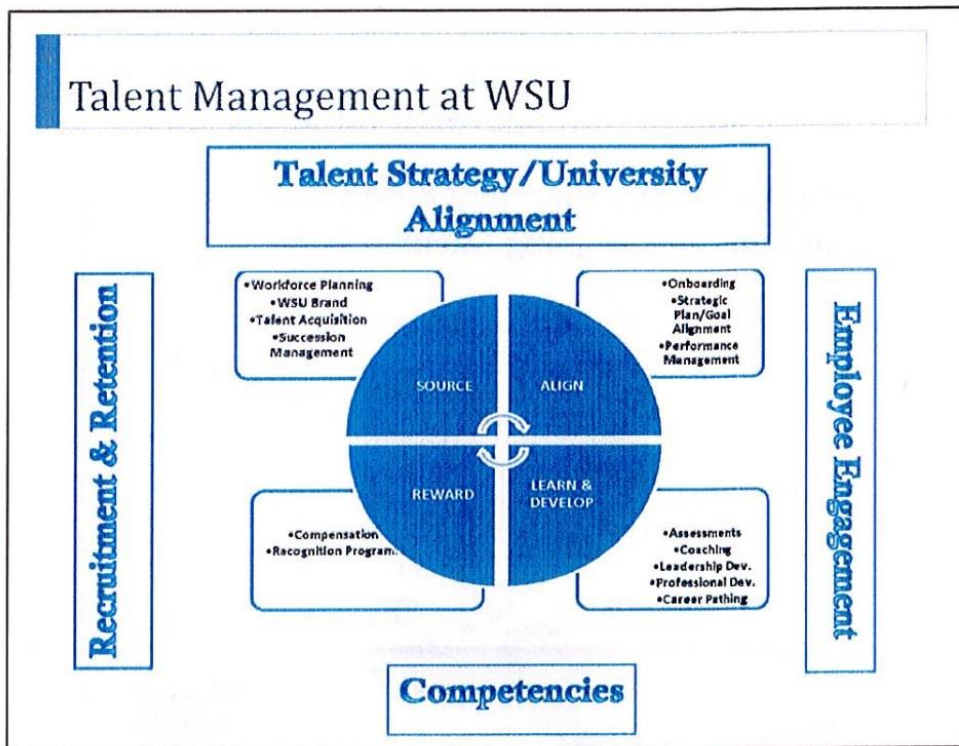 Talent Management at WSU
Talent Strategy/University
Alignment
Recruitment & Retention
•Workforce Planning
•WSU Brand
•Talent Acquisition
•Succession
Management
•Onboarding
•Strategic
Plan/Goal
Alignment
•Performance
Management
SOURCE
ALIGN
REWARD
LEARN &
DEVELOP
•Compensation
•Recognition Program
•Assessments
•Coaching
•Leadership Dev.
•Professional Dev.
•Career Pathing
Employee Engagement
Competencies